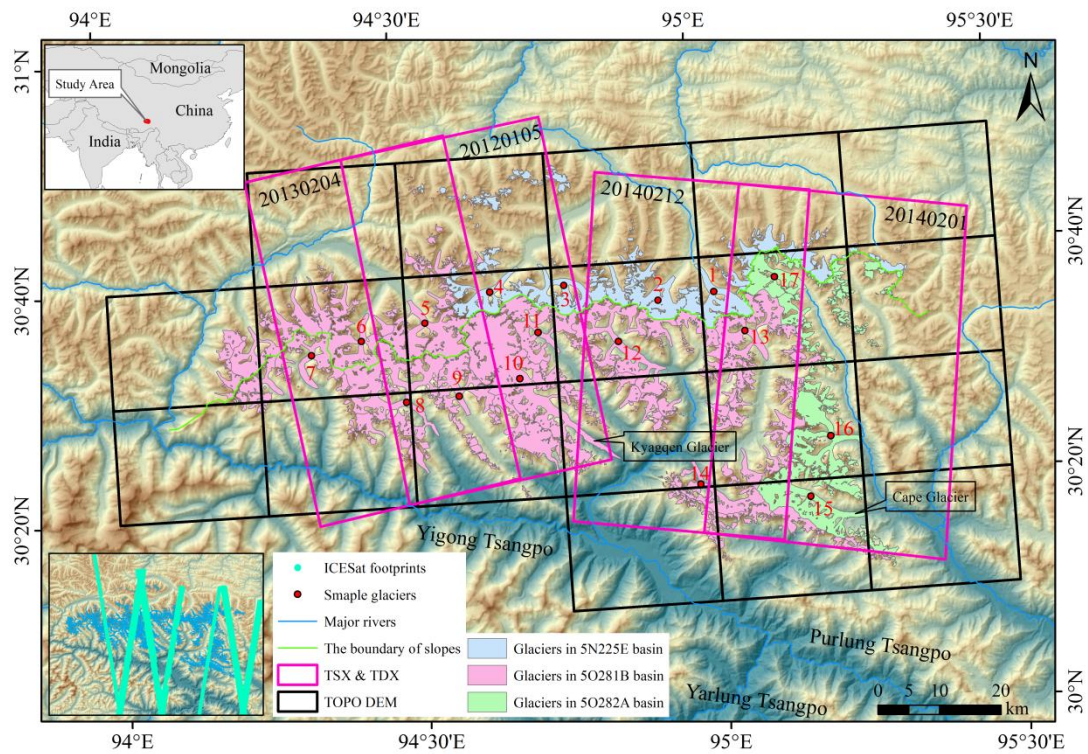 94°E
94°30'E
95°E
95°30'E
31°N
30°40'N
30°20'N
30°40'N
30°20'N
30°N
Mongolia
Study Area
China
India
N
20130204
20120105
20140212
20140201
1
2
3
4
5
6
7
8
9
10
11
12
13
14
15
16
17
Kyagqen Glacier
Cape Glacier
Yigong Tsangpo
Purlung Tsangpo
Yarlung Tsangpo
ICESat footprints
Smaple glaciers
Major rivers
The boundary of slopes
TSX & TDX
TOPO DEM
Glaciers in 5N225E basin
Glaciers in 5O281B basin
Glaciers in 5O282A basin
0 5 10 20
km
94°E
94°30'E
95°E